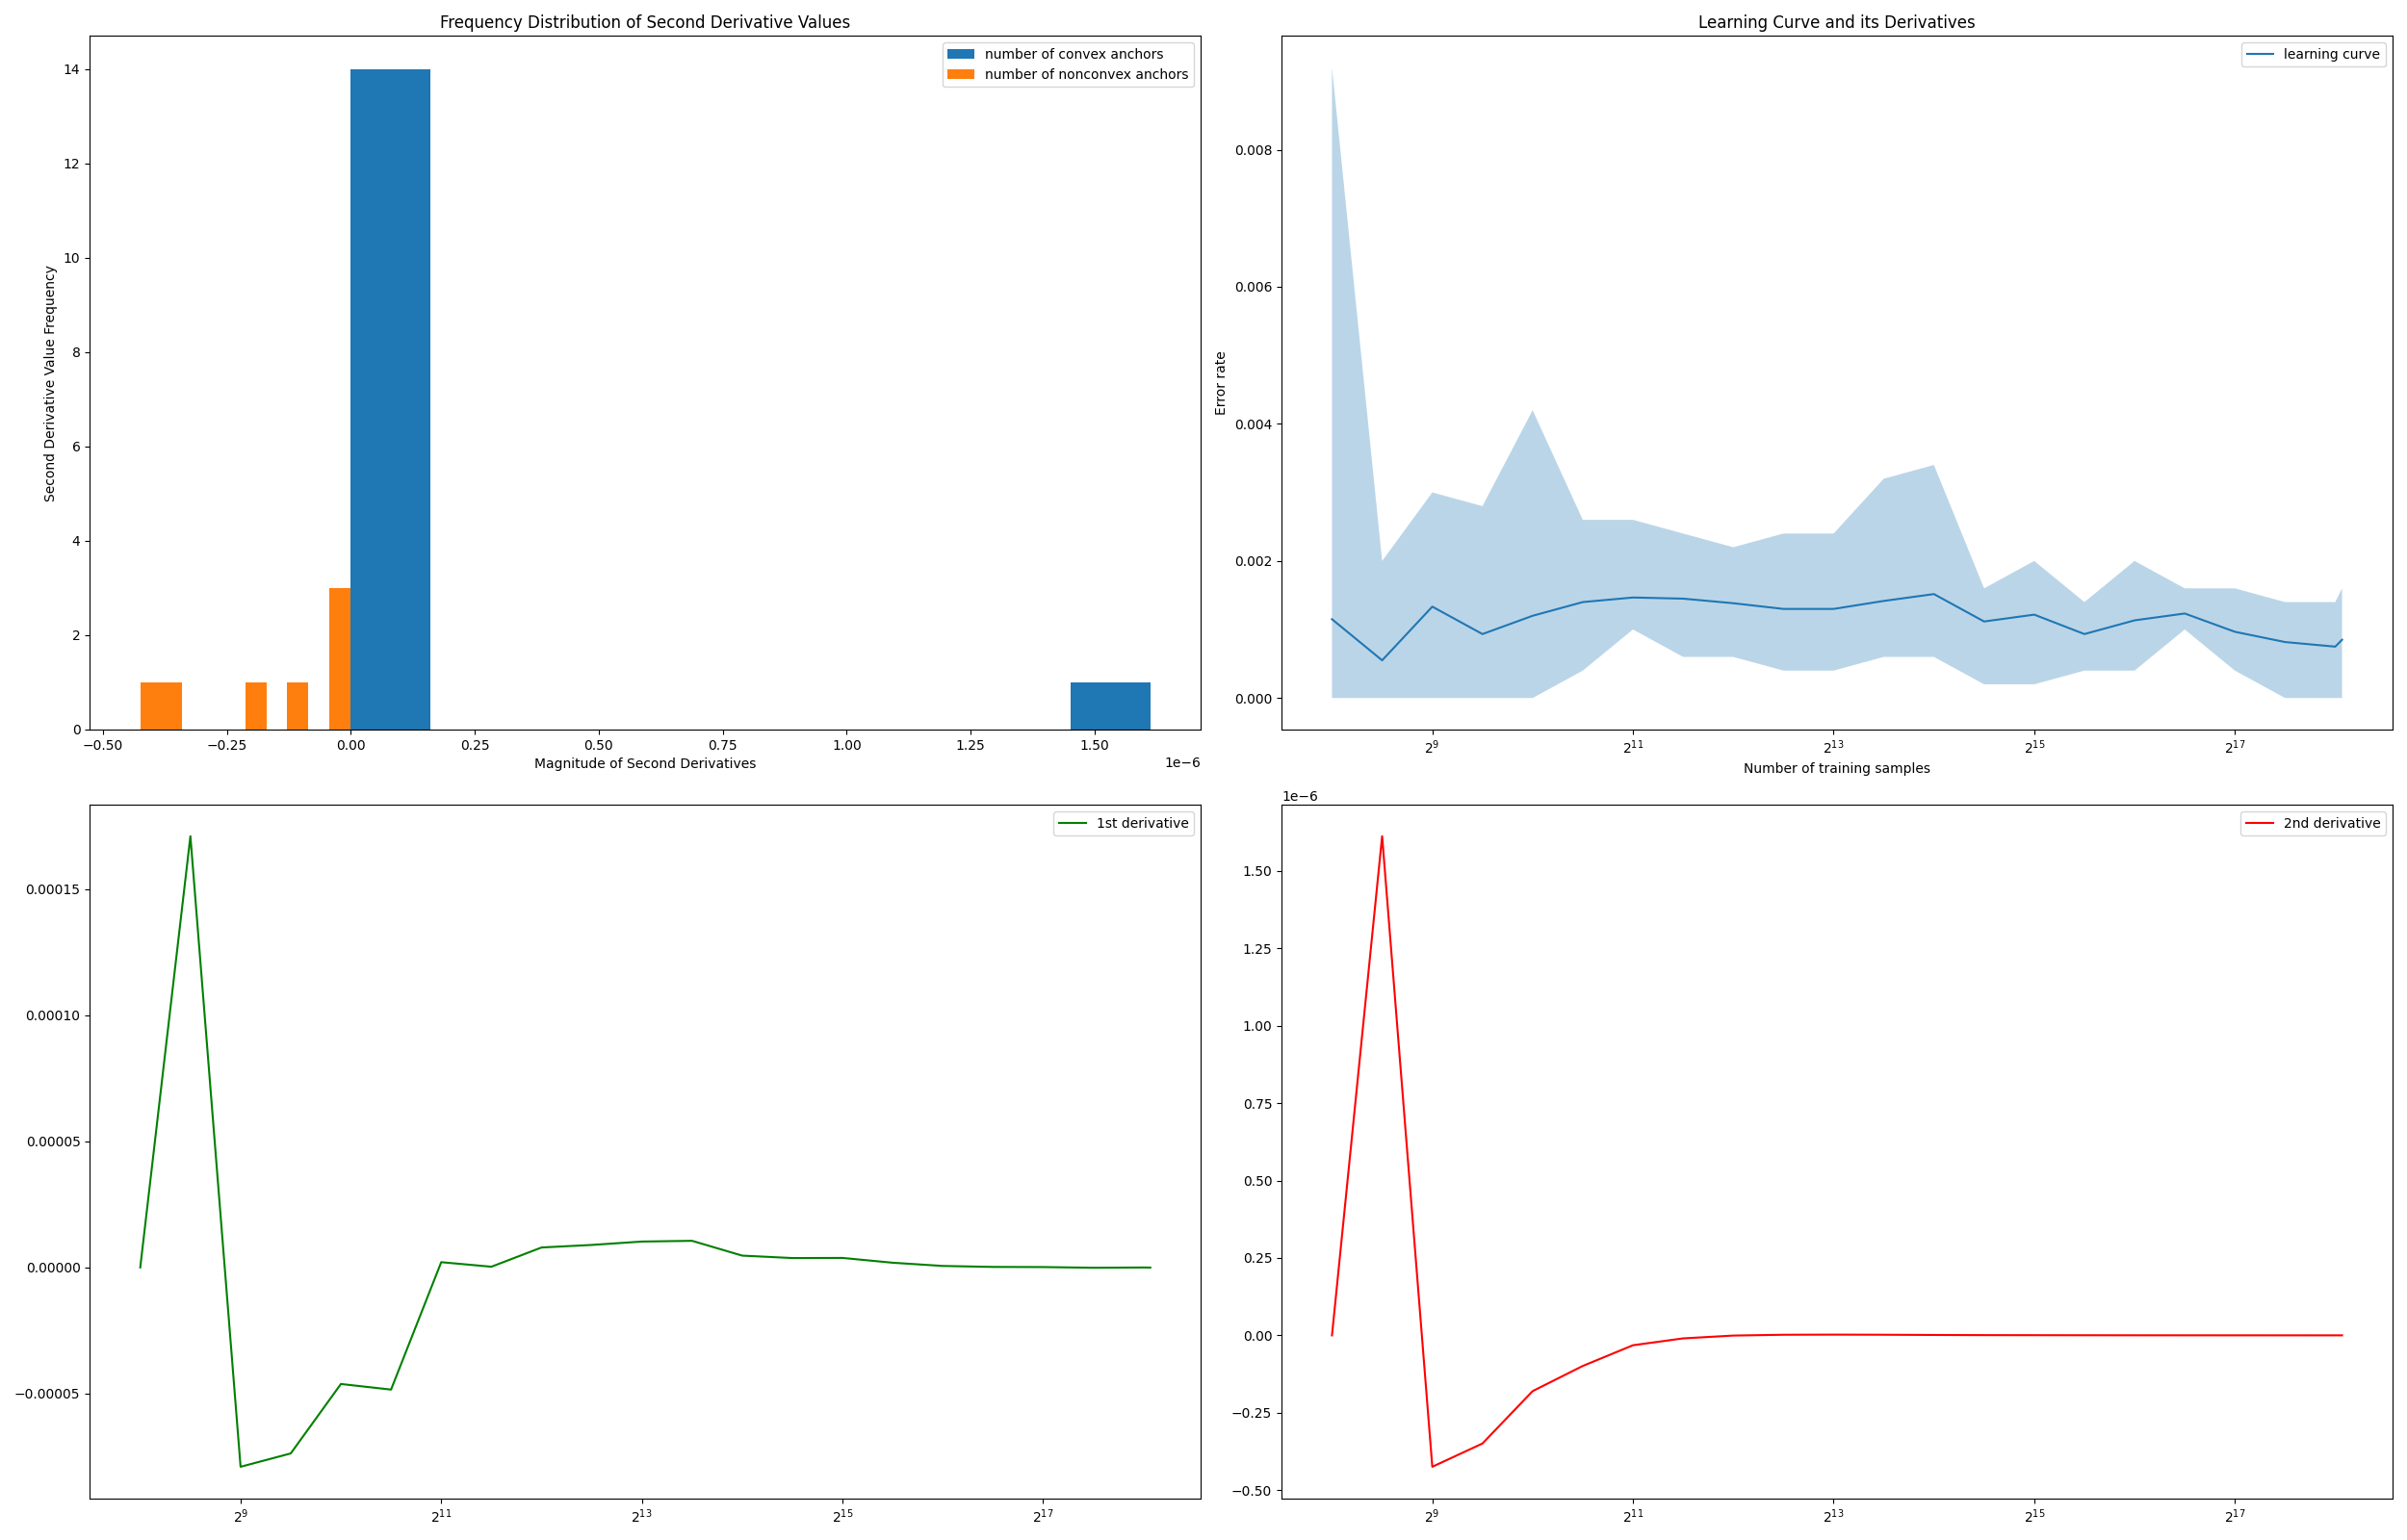 Frequency Distribution of Second Derivative Values
number of convex anchors
number of nonconvex anchors
Second Derivative Value Frequency
14
12
10
8
6
4
2
0
−0.50 −0.25 0.00 0.25 0.50 0.75 1.00 1.25 1.50
Magnitude of Second Derivatives
1e−6
Learning Curve and its Derivatives
learning curve
Error rate
0.008
0.006
0.004
0.002
0.000
2^9 2^11 2^13 2^15 2^17
Number of training samples
1st derivative
0.00015
0.00010
0.00005
0.00000
−0.00005
2^9 2^11 2^13 2^15 2^17
1e−6
2nd derivative
1.50
1.25
1.00
0.75
0.50
0.25
0.00
−0.25
−0.50
2^9 2^11 2^13 2^15 2^17